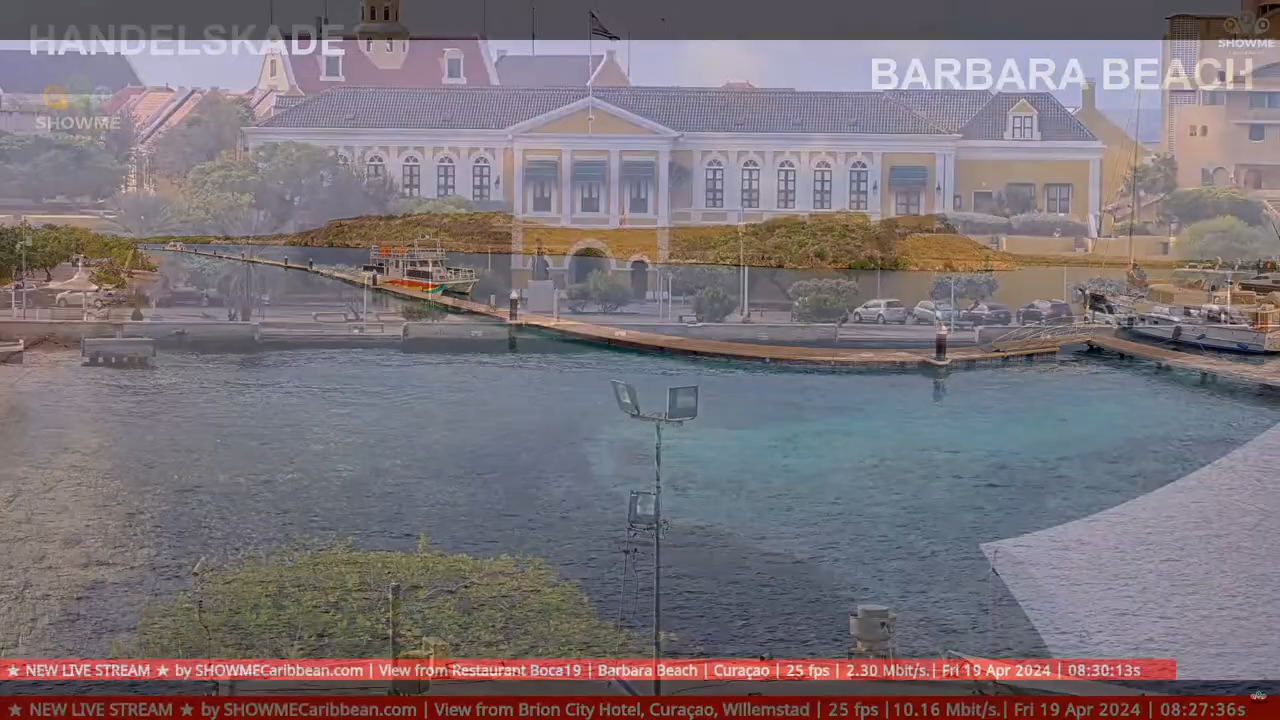 HANDELSKADE
SHOWME
BARBARA BEACH
SHOWME
★ NEW LIVE STREAM ★ by SHOWMECaribbean.com | View from Restaurant Boca19 | Barbara Beach | Curaçao | 25 fps | 2.30 Mbit/s.| Fri 19 Apr 2024 | 08:30:13s
★ NEW LIVE STREAM ★ by SHOWMECaribbean.com | View from Brion City Hotel, Curaçao, Willemstad | 25 fps |10.16 Mbit/s.| Fri 19 Apr 2024 | 08:27:36s